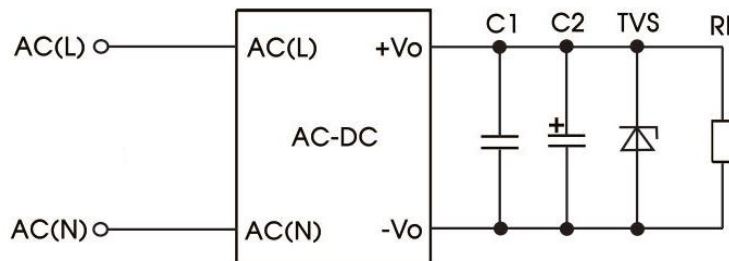 C1 C2 TVS
AC(L) AC(L) +Vo
AC-DC
+
AC(N) AC(N) -Vo